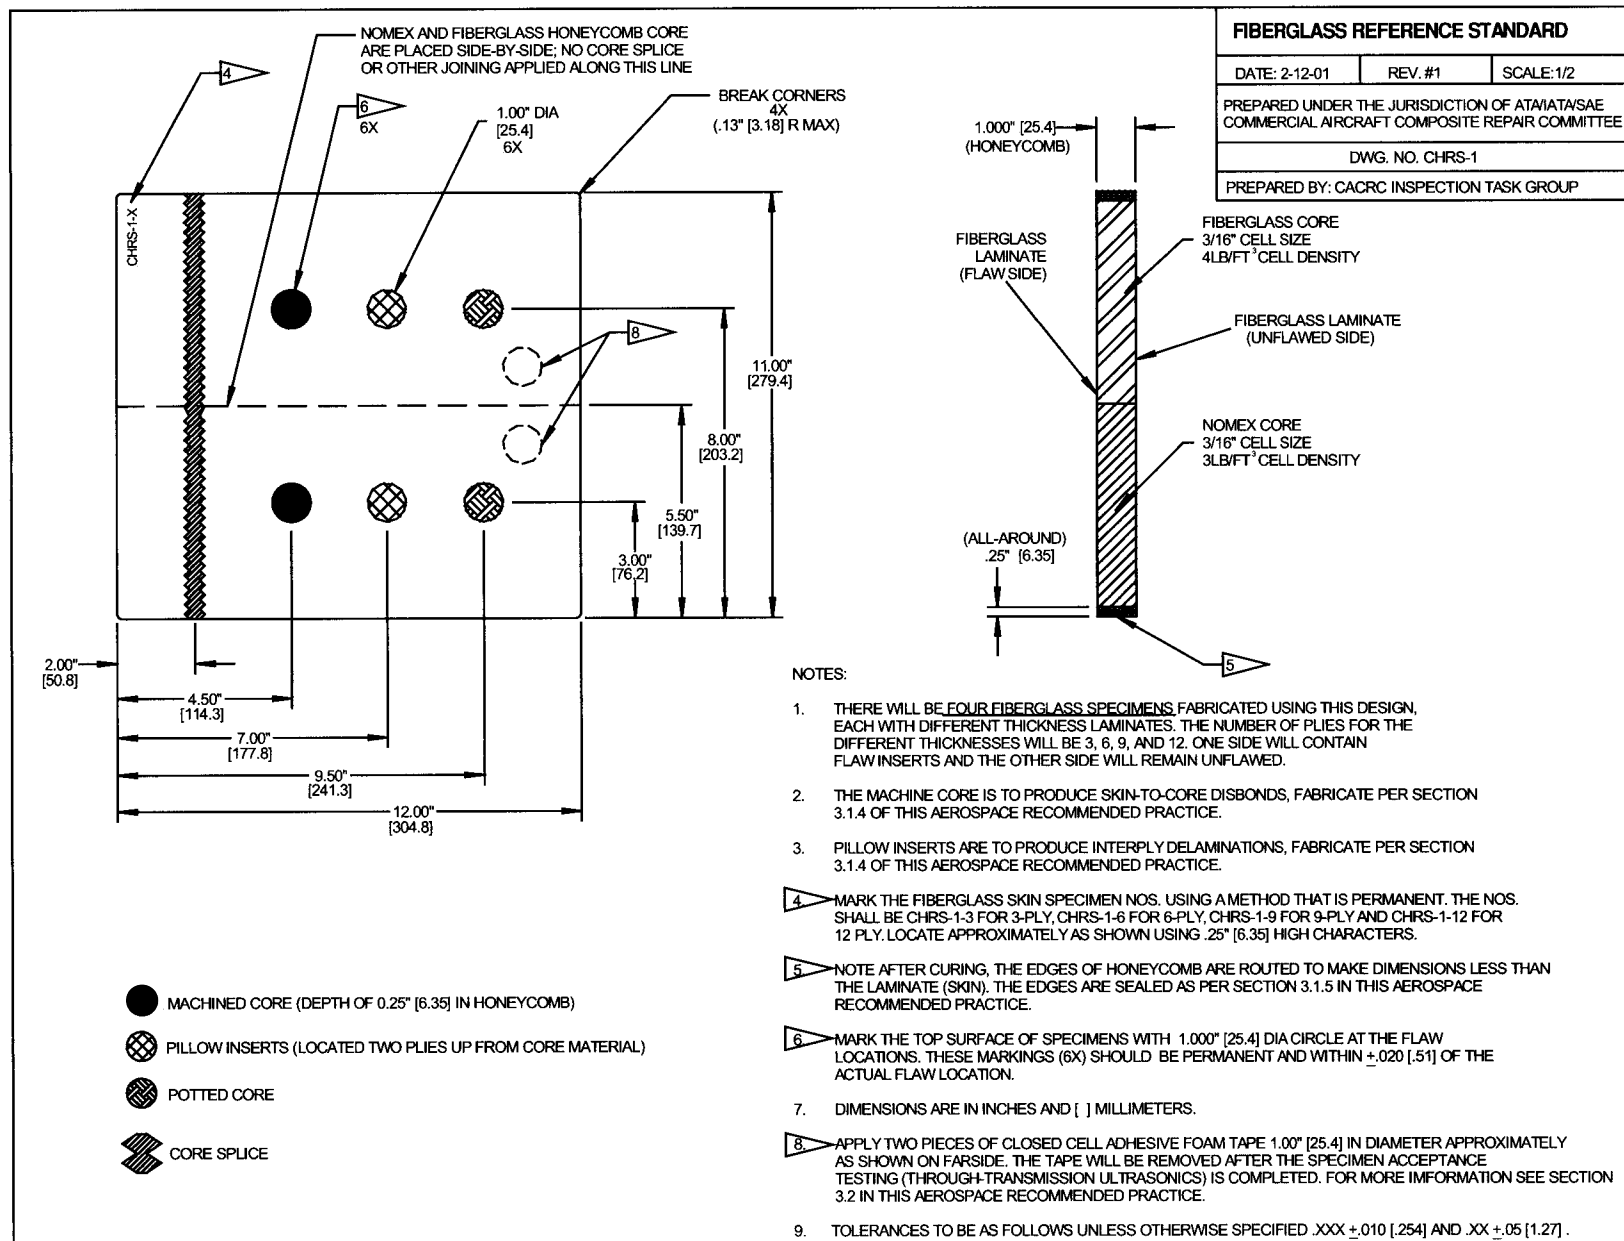 FIBERGLASS REFERENCE STANDARD
DATE: 2-12-01 REV. #1 SCALE:1/2
PREPARED UNDER THE JURISDICTION OF ATA/IATA/SAE
COMMERCIAL AIRCRAFT COMPOSITE REPAIR COMMITTEE
DWG. NO. CHRS-1
PREPARED BY: CACRC INSPECTION TASK GROUP
NOMEX AND FIBERGLASS HONEYCOMB CORE
ARE PLACED SIDE-BY-SIDE; NO CORE SPLICE
OR OTHER JOINING APPLIED ALONG THIS LINE
4
6
6X
1.00" DIA
[25.4]
6X
BREAK CORNERS
4X
(.13" [3.18] R MAX)
CHRS-1-X
8
11.00"
[279.4]
8.00"
[203.2]
5.50"
[139.7]
3.00"
[76.2]
2.00"
[50.8]
4.50"
[114.3]
7.00"
[177.8]
9.50"
[241.3]
12.00"
[304.8]
1.000" [25.4]
(HONEYCOMB)
FIBERGLASS
LAMINATE
(FLAW SIDE)
FIBERGLASS CORE
3/16" CELL SIZE
4LB/FT³ CELL DENSITY
FIBERGLASS LAMINATE
(UNFLAWED SIDE)
NOMEX CORE
3/16" CELL SIZE
3LB/FT³ CELL DENSITY
(ALL-AROUND)
.25" [6.35]
5
MACHINED CORE (DEPTH OF 0.25" [6.35] IN HONEYCOMB)
PILLOW INSERTS (LOCATED TWO PLIES UP FROM CORE MATERIAL)
POTTED CORE
CORE SPLICE
NOTES:
1. THERE WILL BE FOUR FIBERGLASS SPECIMENS FABRICATED USING THIS DESIGN,
EACH WITH DIFFERENT THICKNESS LAMINATES. THE NUMBER OF PLIES FOR THE
DIFFERENT THICKNESSES WILL BE 3, 6, 9, AND 12. ONE SIDE WILL CONTAIN
FLAW INSERTS AND THE OTHER SIDE WILL REMAIN UNFLAWED.
2. THE MACHINE CORE IS TO PRODUCE SKIN-TO-CORE DISBONDS, FABRICATE PER SECTION
3.1.4 OF THIS AEROSPACE RECOMMENDED PRACTICE.
3. PILLOW INSERTS ARE TO PRODUCE INTERPLY DELAMINATIONS, FABRICATE PER SECTION
3.1.4 OF THIS AEROSPACE RECOMMENDED PRACTICE.
4 MARK THE FIBERGLASS SKIN SPECIMEN NOS. USING A METHOD THAT IS PERMANENT. THE NOS.
SHALL BE CHRS-1-3 FOR 3-PLY, CHRS-1-6 FOR 6-PLY, CHRS-1-9 FOR 9-PLY AND CHRS-1-12 FOR
12 PLY. LOCATE APPROXIMATELY AS SHOWN USING .25" [6.35] HIGH CHARACTERS.
5 NOTE AFTER CURING, THE EDGES OF HONEYCOMB ARE ROUTED TO MAKE DIMENSIONS LESS THAN
THE LAMINATE (SKIN). THE EDGES ARE SEALED AS PER SECTION 3.1.5 IN THIS AEROSPACE
RECOMMENDED PRACTICE.
6 MARK THE TOP SURFACE OF SPECIMENS WITH 1.000" [25.4] DIA CIRCLE AT THE FLAW
LOCATIONS. THESE MARKINGS (6X) SHOULD BE PERMANENT AND WITHIN ±.020 [.51] OF THE
ACTUAL FLAW LOCATION.
7. DIMENSIONS ARE IN INCHES AND [ ] MILLIMETERS.
8. APPLY TWO PIECES OF CLOSED CELL ADHESIVE FOAM TAPE 1.00" [25.4] IN DIAMETER APPROXIMATELY
AS SHOWN ON FARSIDE. THE TAPE WILL BE REMOVED AFTER THE SPECIMEN ACCEPTANCE
TESTING (THROUGH-TRANSMISSION ULTRASONICS) IS COMPLETED. FOR MORE IMFORMATION SEE SECTION
3.2 IN THIS AEROSPACE RECOMMENDED PRACTICE.
9. TOLERANCES TO BE AS FOLLOWS UNLESS OTHERWISE SPECIFIED .XXX ±.010 [.254] AND .XX ±.05 [1.27] .